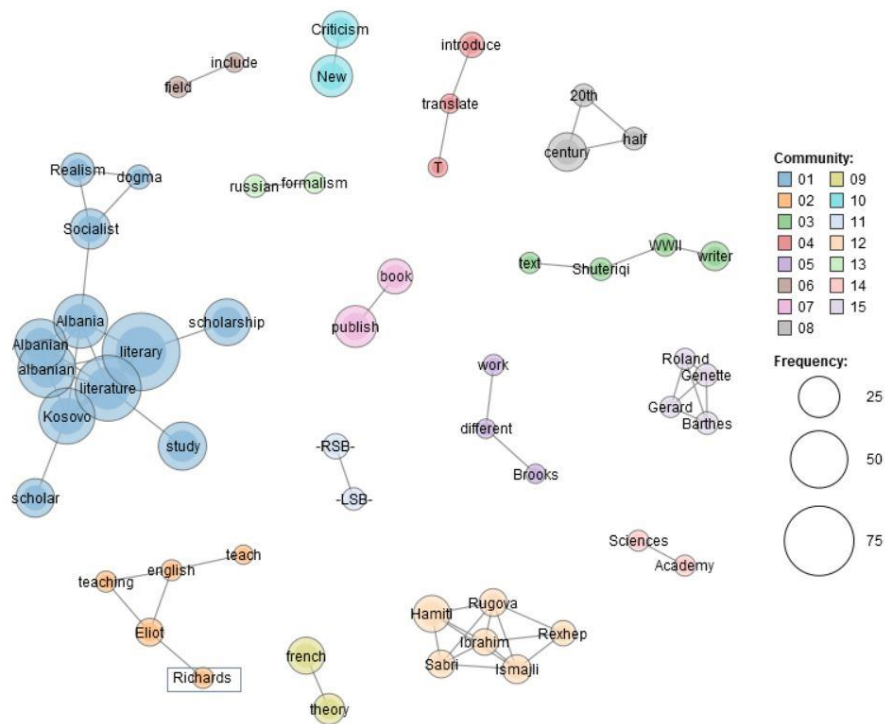 Criticism
New
include
field
introduce
translate
T
20th
century
half
Realism
dogma
Socialist
russian
formalism
Albania
Albanian
albanian
literary
literature
scholarship
Kosovo
study
scholar
book
publish
WWII
writer
text
Shuteriqi
work
different
Brooks
Roland
Genette
Gerard
Barthes
-RSB-
-LSB-
Sciences
Academy
teach
english
teaching
Eliot
Richards
french
theory
Hamiti
Rugova
Ibrahim
Rexhep
Sabri
Ismajli
Community:
01 09
02 10
03 11
04 12
05 13
06 14
07 15
08
Frequency:
25
50
75